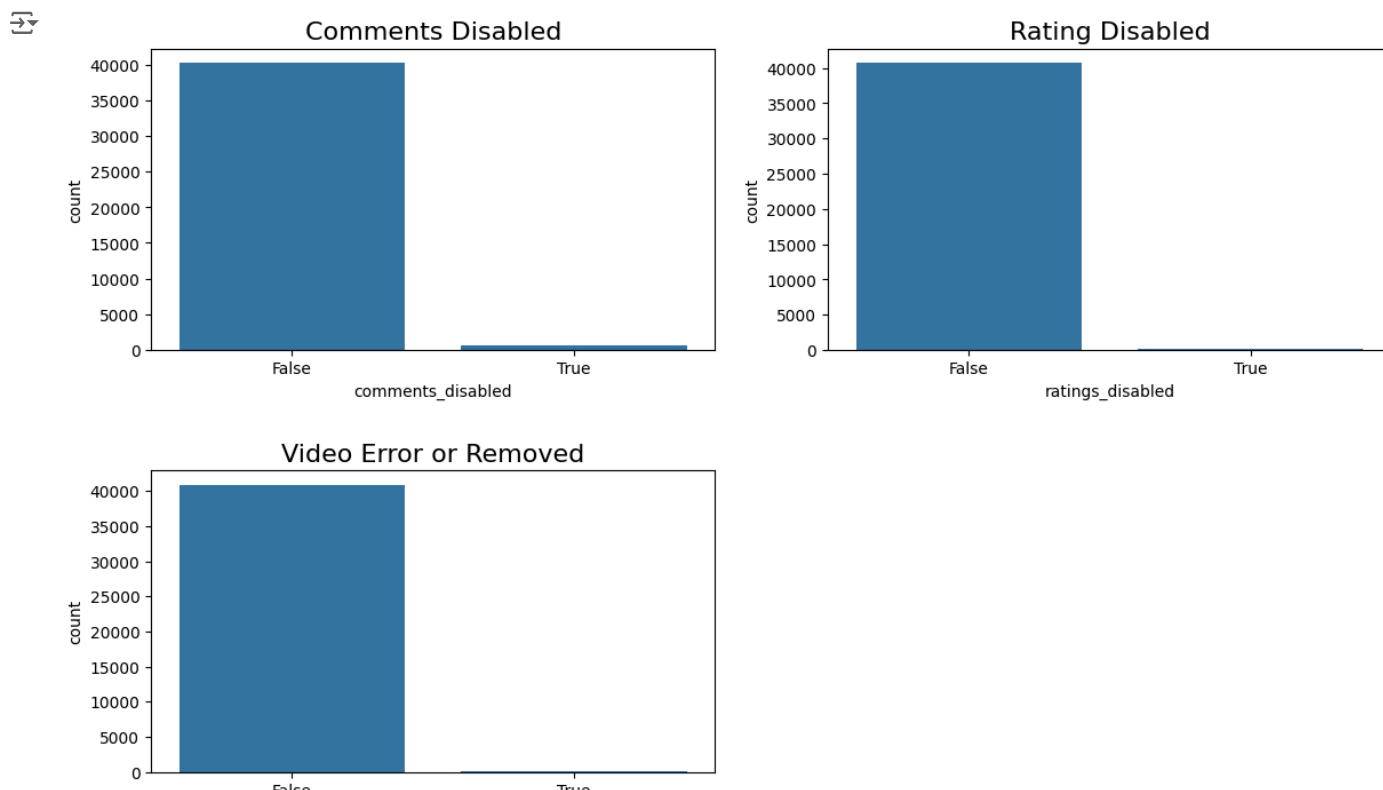 Comments Disabled
40000
35000
30000
25000
20000
15000
10000
5000
0
count
False True
comments_disabled
Rating Disabled
40000
35000
30000
25000
20000
15000
10000
5000
0
count
False True
ratings_disabled
Video Error or Removed
40000
35000
30000
25000
20000
15000
10000
5000
0
count
False True